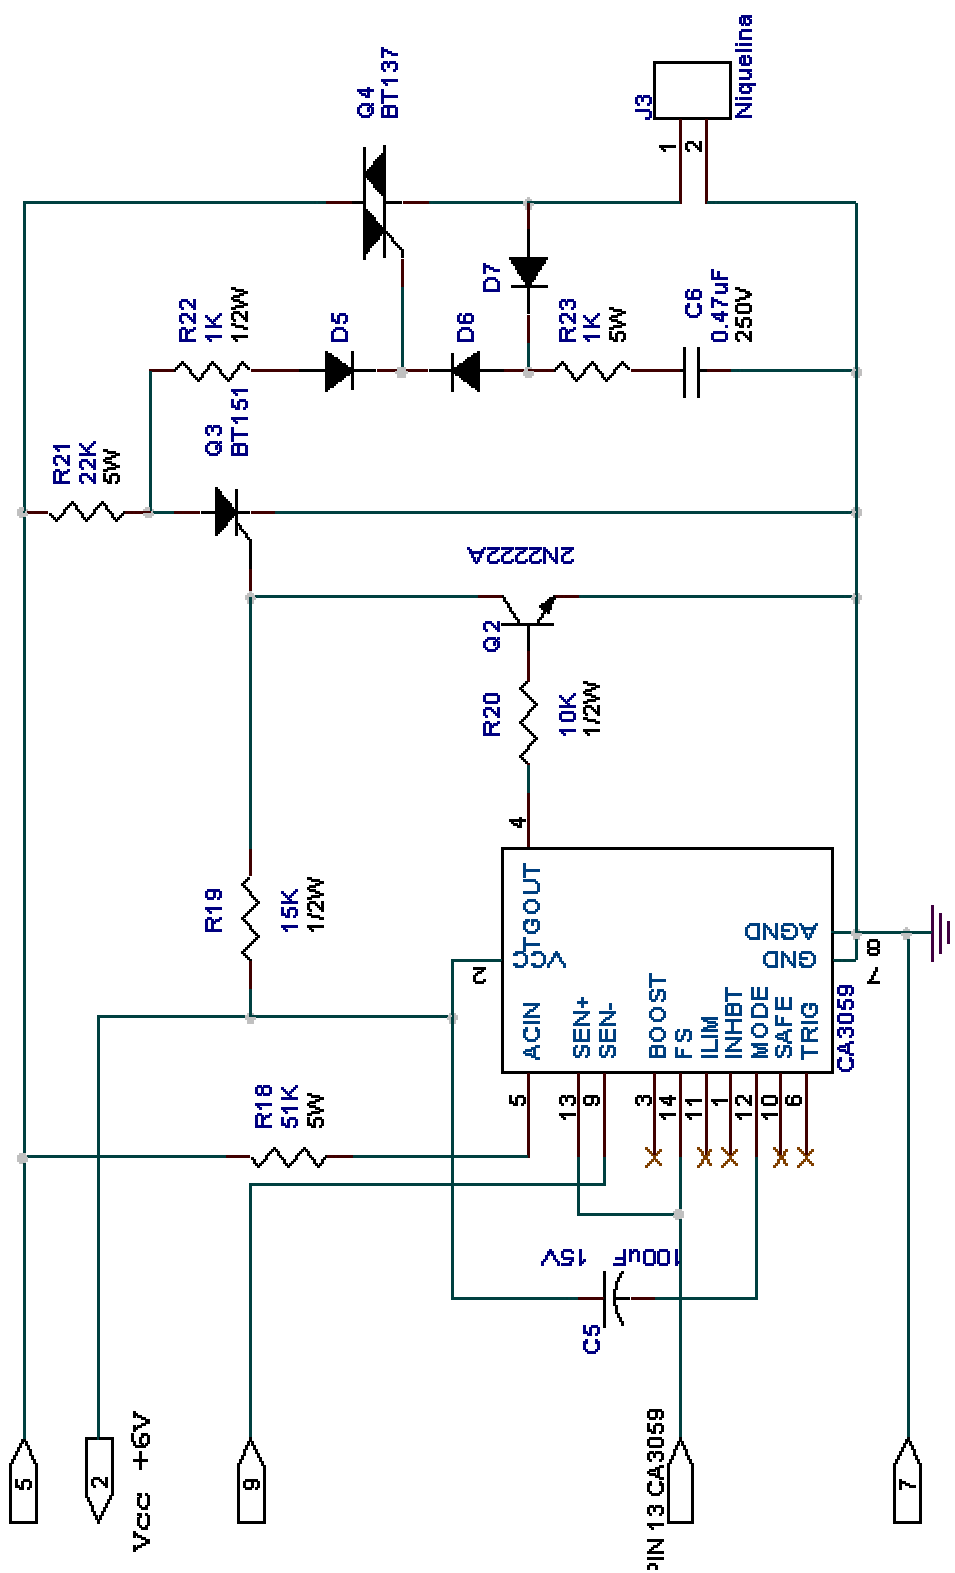 5
2
Vcc +6V
9
PIN 13 CA3059
7
C5
100uF
15V
R18
51K
5W
5
13
9
3
14
11
1
12
10
6
ACIN
SEN+
SEN-
BOOST
FS
ILIM
INHBT
MODE
SAFE
TRIG
CA3059
VCC
TGOUT
GND
AGND
2
4
7
8
R19
15K
1/2W
R20
10K
1/2W
Q2
2N2222A
R21
22K
5W
Q3
BT151
R22
1K
1/2W
D5
D6
D7
R23
1K
5W
C6
0.47uF
250V
Q4
BT137
J3
1
2
Niquelina